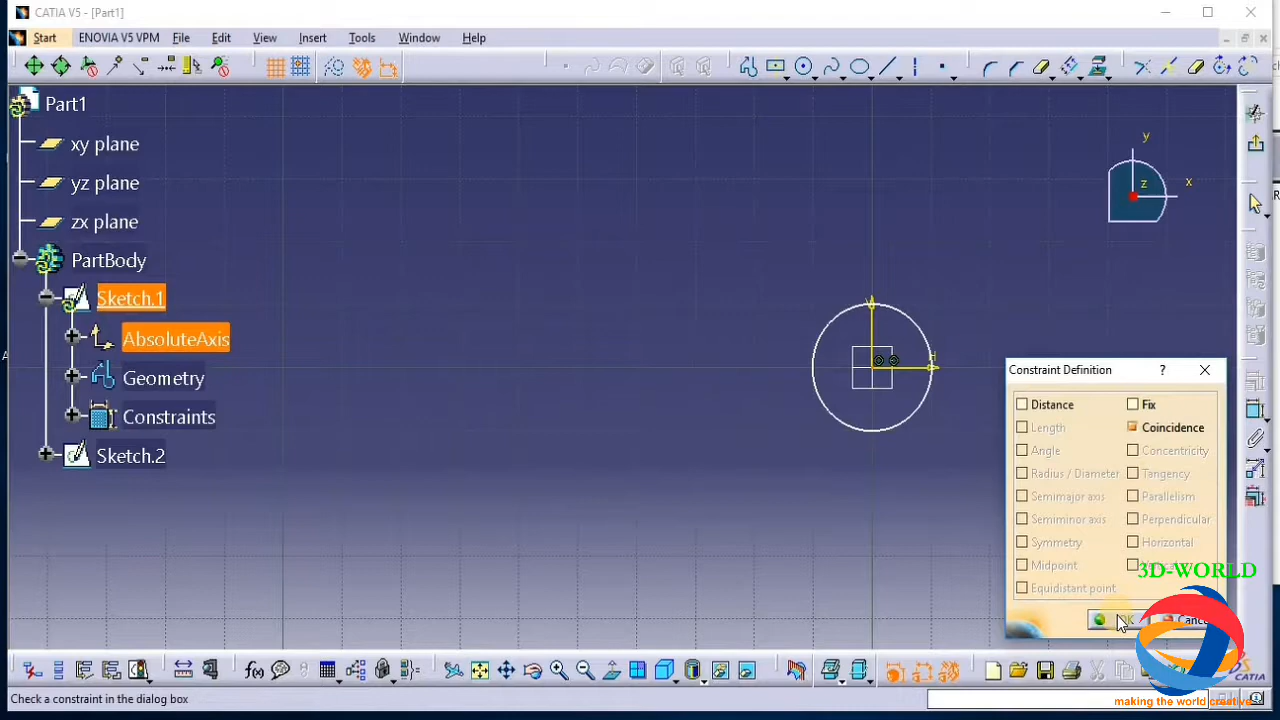 CATIA V5 - [Part1]
Start ENOVIA V5 VPM File Edit View Insert Tools Window Help
Part1
xy plane
yz plane
zx plane
PartBody
Sketch.1
AbsoluteAxis
Geometry
Constraints
Sketch.2
y
x
z
H
Constraint Definition ?
Distance Fix
Length Coincidence
Angle Concentricity
Radius / Diameter Tangency
Semimajor axis Parallelism
Semiminor axis Perpendicular
Symmetry Horizontal
Midpoint
Equidistant point
3D-WORLD
making the world creative
CATIA
f(x)
Check a constraint in the dialog box